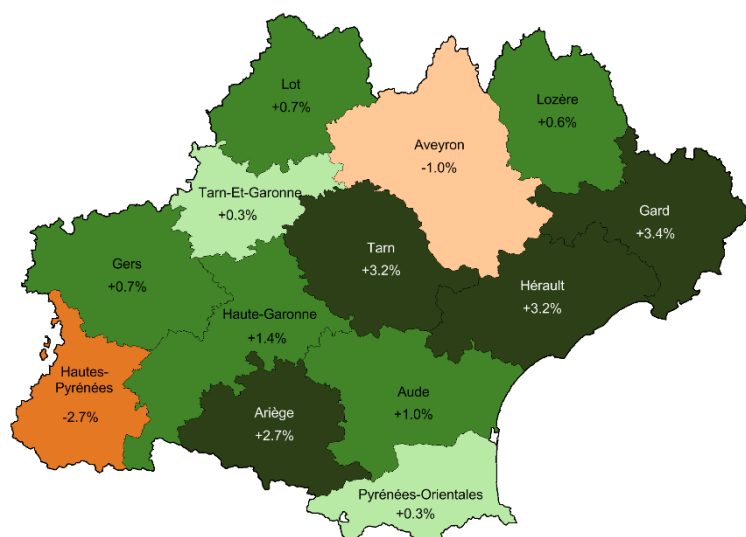 Lot
+0.7%
Lozère
+0.6%
Aveyron
-1.0%
Tarn-Et-Garonne
+0.3%
Gard
+3.4%
Tarn
+3.2%
Gers
+0.7%
Hérault
+3.2%
Haute-Garonne
+1.4%
Hautes-
Pyrénées
-2.7%
Aude
+1.0%
Ariège
+2.7%
Pyrénées-Orientales
+0.3%